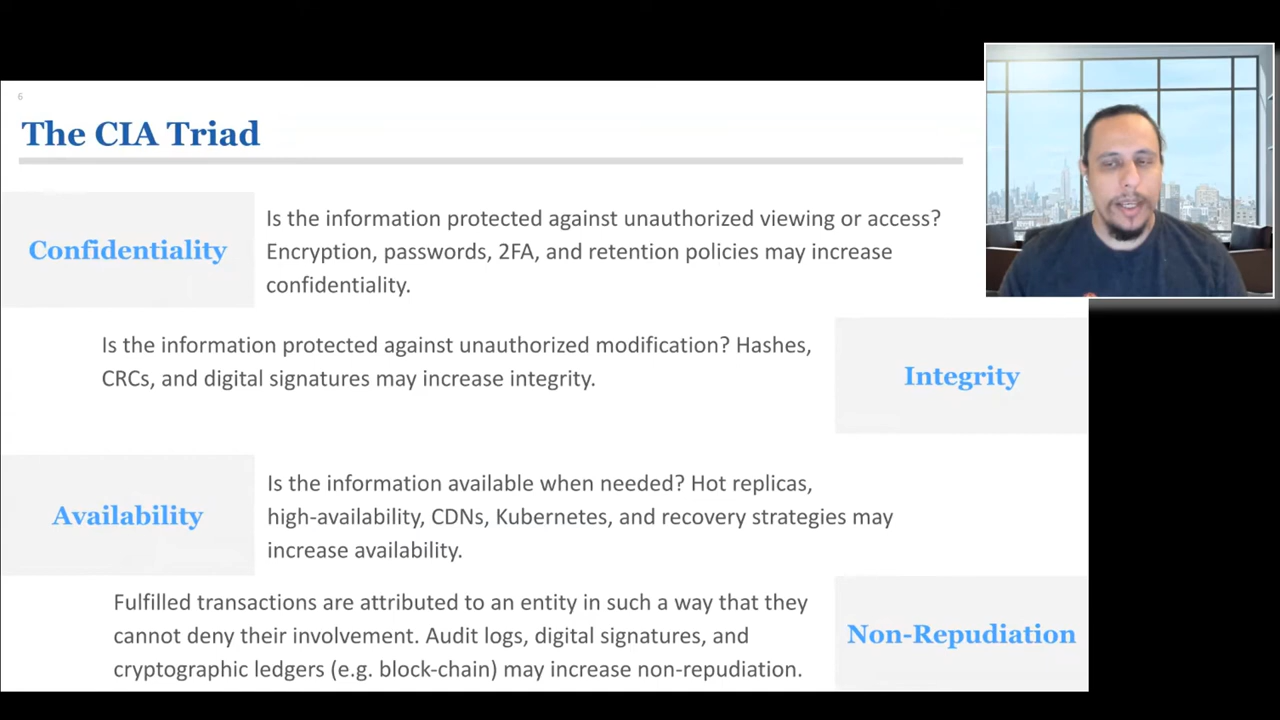 6
The CIA Triad
Confidentiality
Is the information protected against unauthorized viewing or access?
Encryption, passwords, 2FA, and retention policies may increase
confidentiality.
Is the information protected against unauthorized modification? Hashes,
CRCs, and digital signatures may increase integrity.
Integrity
Availability
Is the information available when needed? Hot replicas,
high-availability, CDNs, Kubernetes, and recovery strategies may
increase availability.
Fulfilled transactions are attributed to an entity in such a way that they
cannot deny their involvement. Audit logs, digital signatures, and
cryptographic ledgers (e.g. block-chain) may increase non-repudiation.
Non-Repudiation